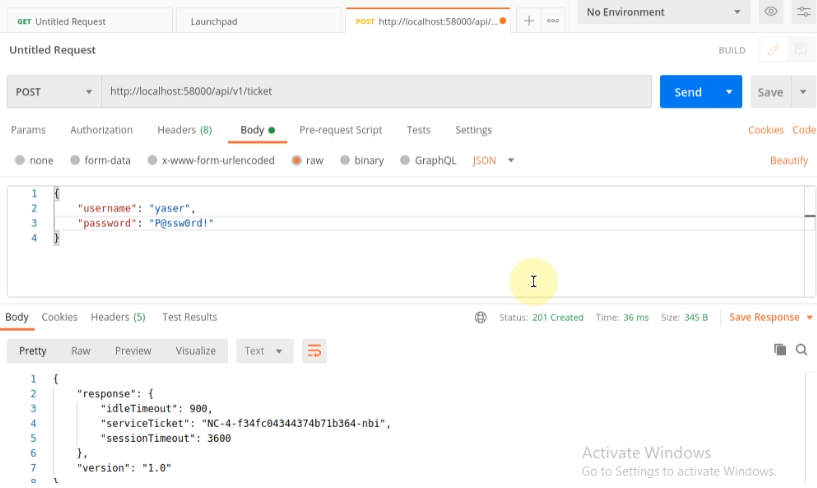 GET Untitled Request
Launchpad
POST http://localhost:58000/api/...
No Environment
Untitled Request
BUILD
POST
http://localhost:58000/api/v1/ticket
Send
Save
Params
Authorization
Headers (8)
Body
Pre-request Script
Tests
Settings
Cookies
Code
none
form-data
x-www-form-urlencoded
raw
binary
GraphQL
JSON
Beautify
1 {
2 "username": "yaser",
3 "password": "P@ssw0rd!"
4 }
Body
Cookies
Headers (5)
Test Results
Status: 201 Created
Time: 36 ms
Size: 345 B
Save Response
Pretty
Raw
Preview
Visualize
Text
1 {
2 "response": {
3 "idleTimeout": 900,
4 "serviceTicket": "NC-4-f34fc04344374b71b364-nbi",
5 "sessionTimeout": 3600
6 },
7 "version": "1.0"
8 }
Activate Windows
Go to Settings to activate Windows.